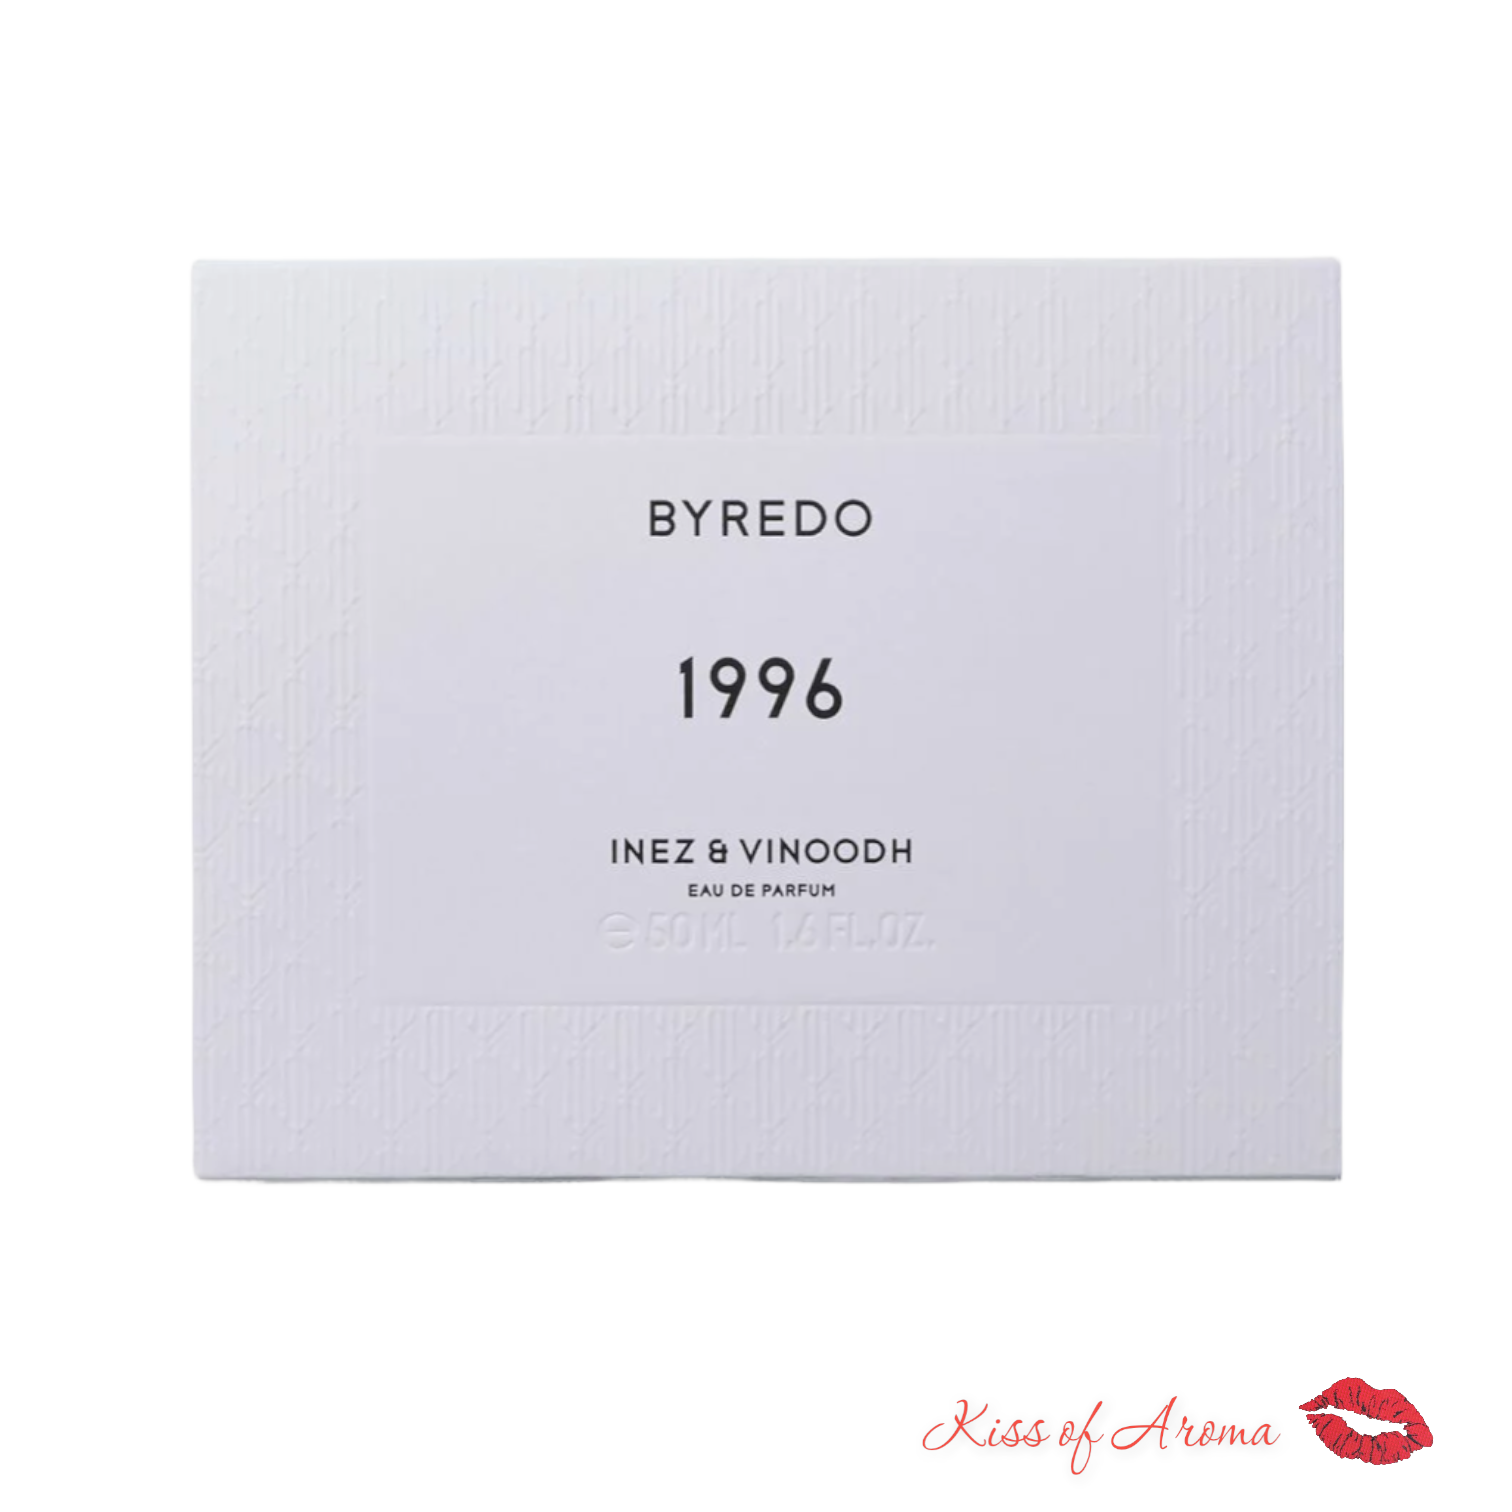 BYREDO
1996
INEZ & VINOODH
EAU DE PARFUM
⊖ 50 ML 1.6 FL.OZ.
Kiss of Aroma